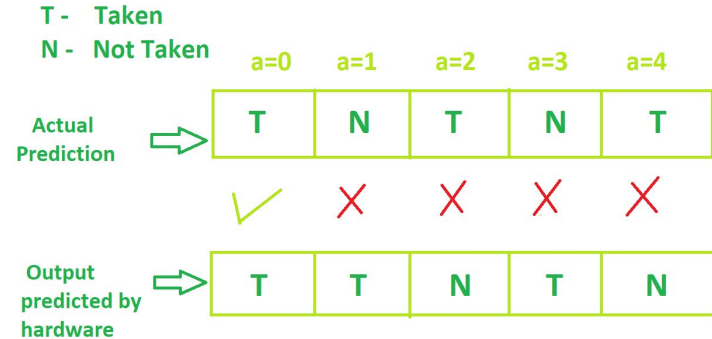 T - Taken
N - Not Taken
a=0 a=1 a=2 a=3 a=4
Actual
Prediction
T N T N T
Output
predicted by
hardware
T T N T N